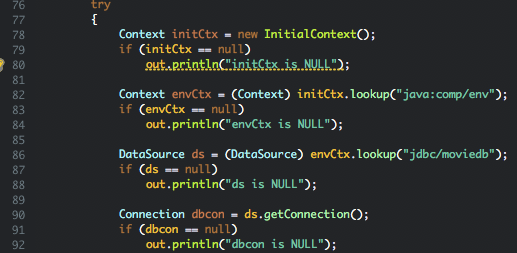 76 try
77 {
78 Context initCtx = new InitialContext();
79 if (initCtx == null)
80 out.println("initCtx is NULL");
81
82 Context envCtx = (Context) initCtx.lookup("java:comp/env");
83 if (envCtx == null)
84 out.println("envCtx is NULL");
85
86 DataSource ds = (DataSource) envCtx.lookup("jdbc/moviedb");
87 if (ds == null)
88 out.println("ds is NULL");
89
90 Connection dbcon = ds.getConnection();
91 if (dbcon == null)
92 out.println("dbcon is NULL");